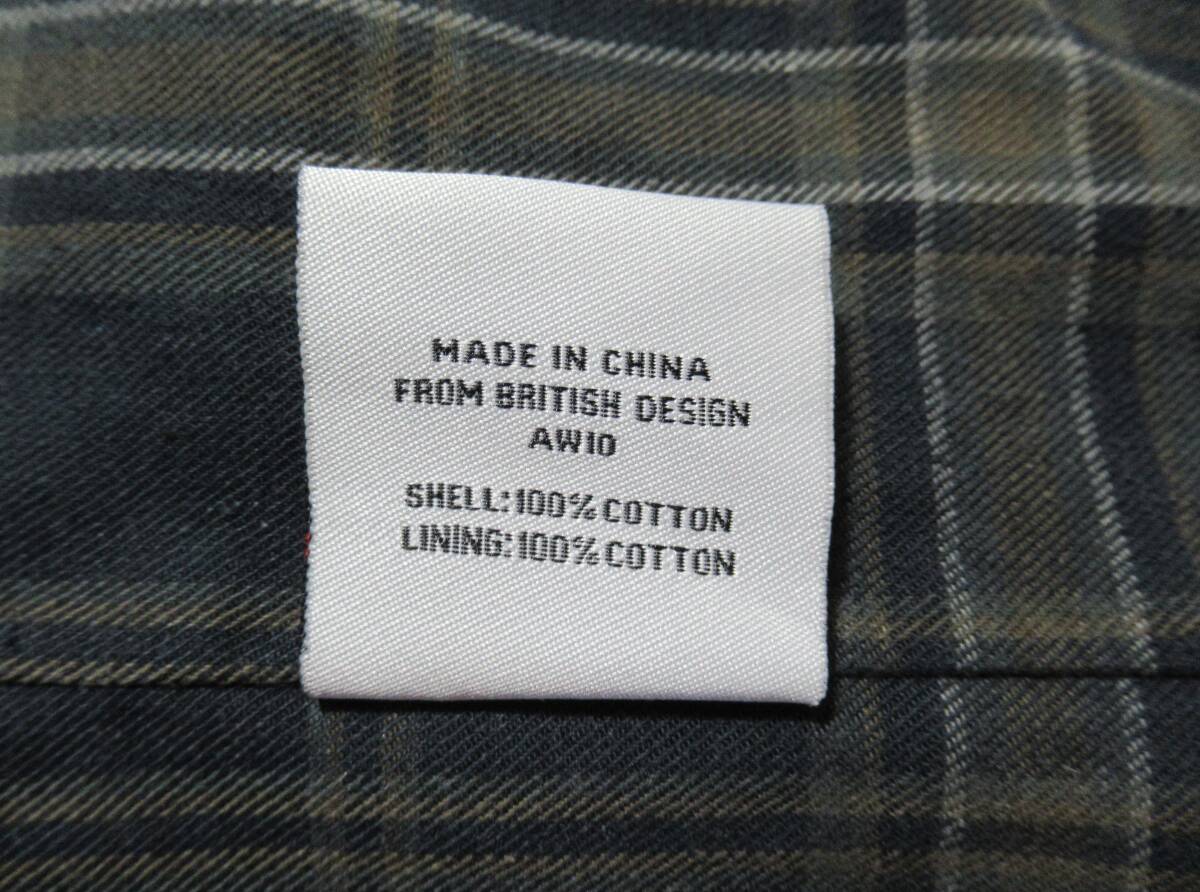 MADE IN CHINA
FROM BRITISH DESIGN
AW10
SHELL:100%COTTON
LINING:100%COTTON